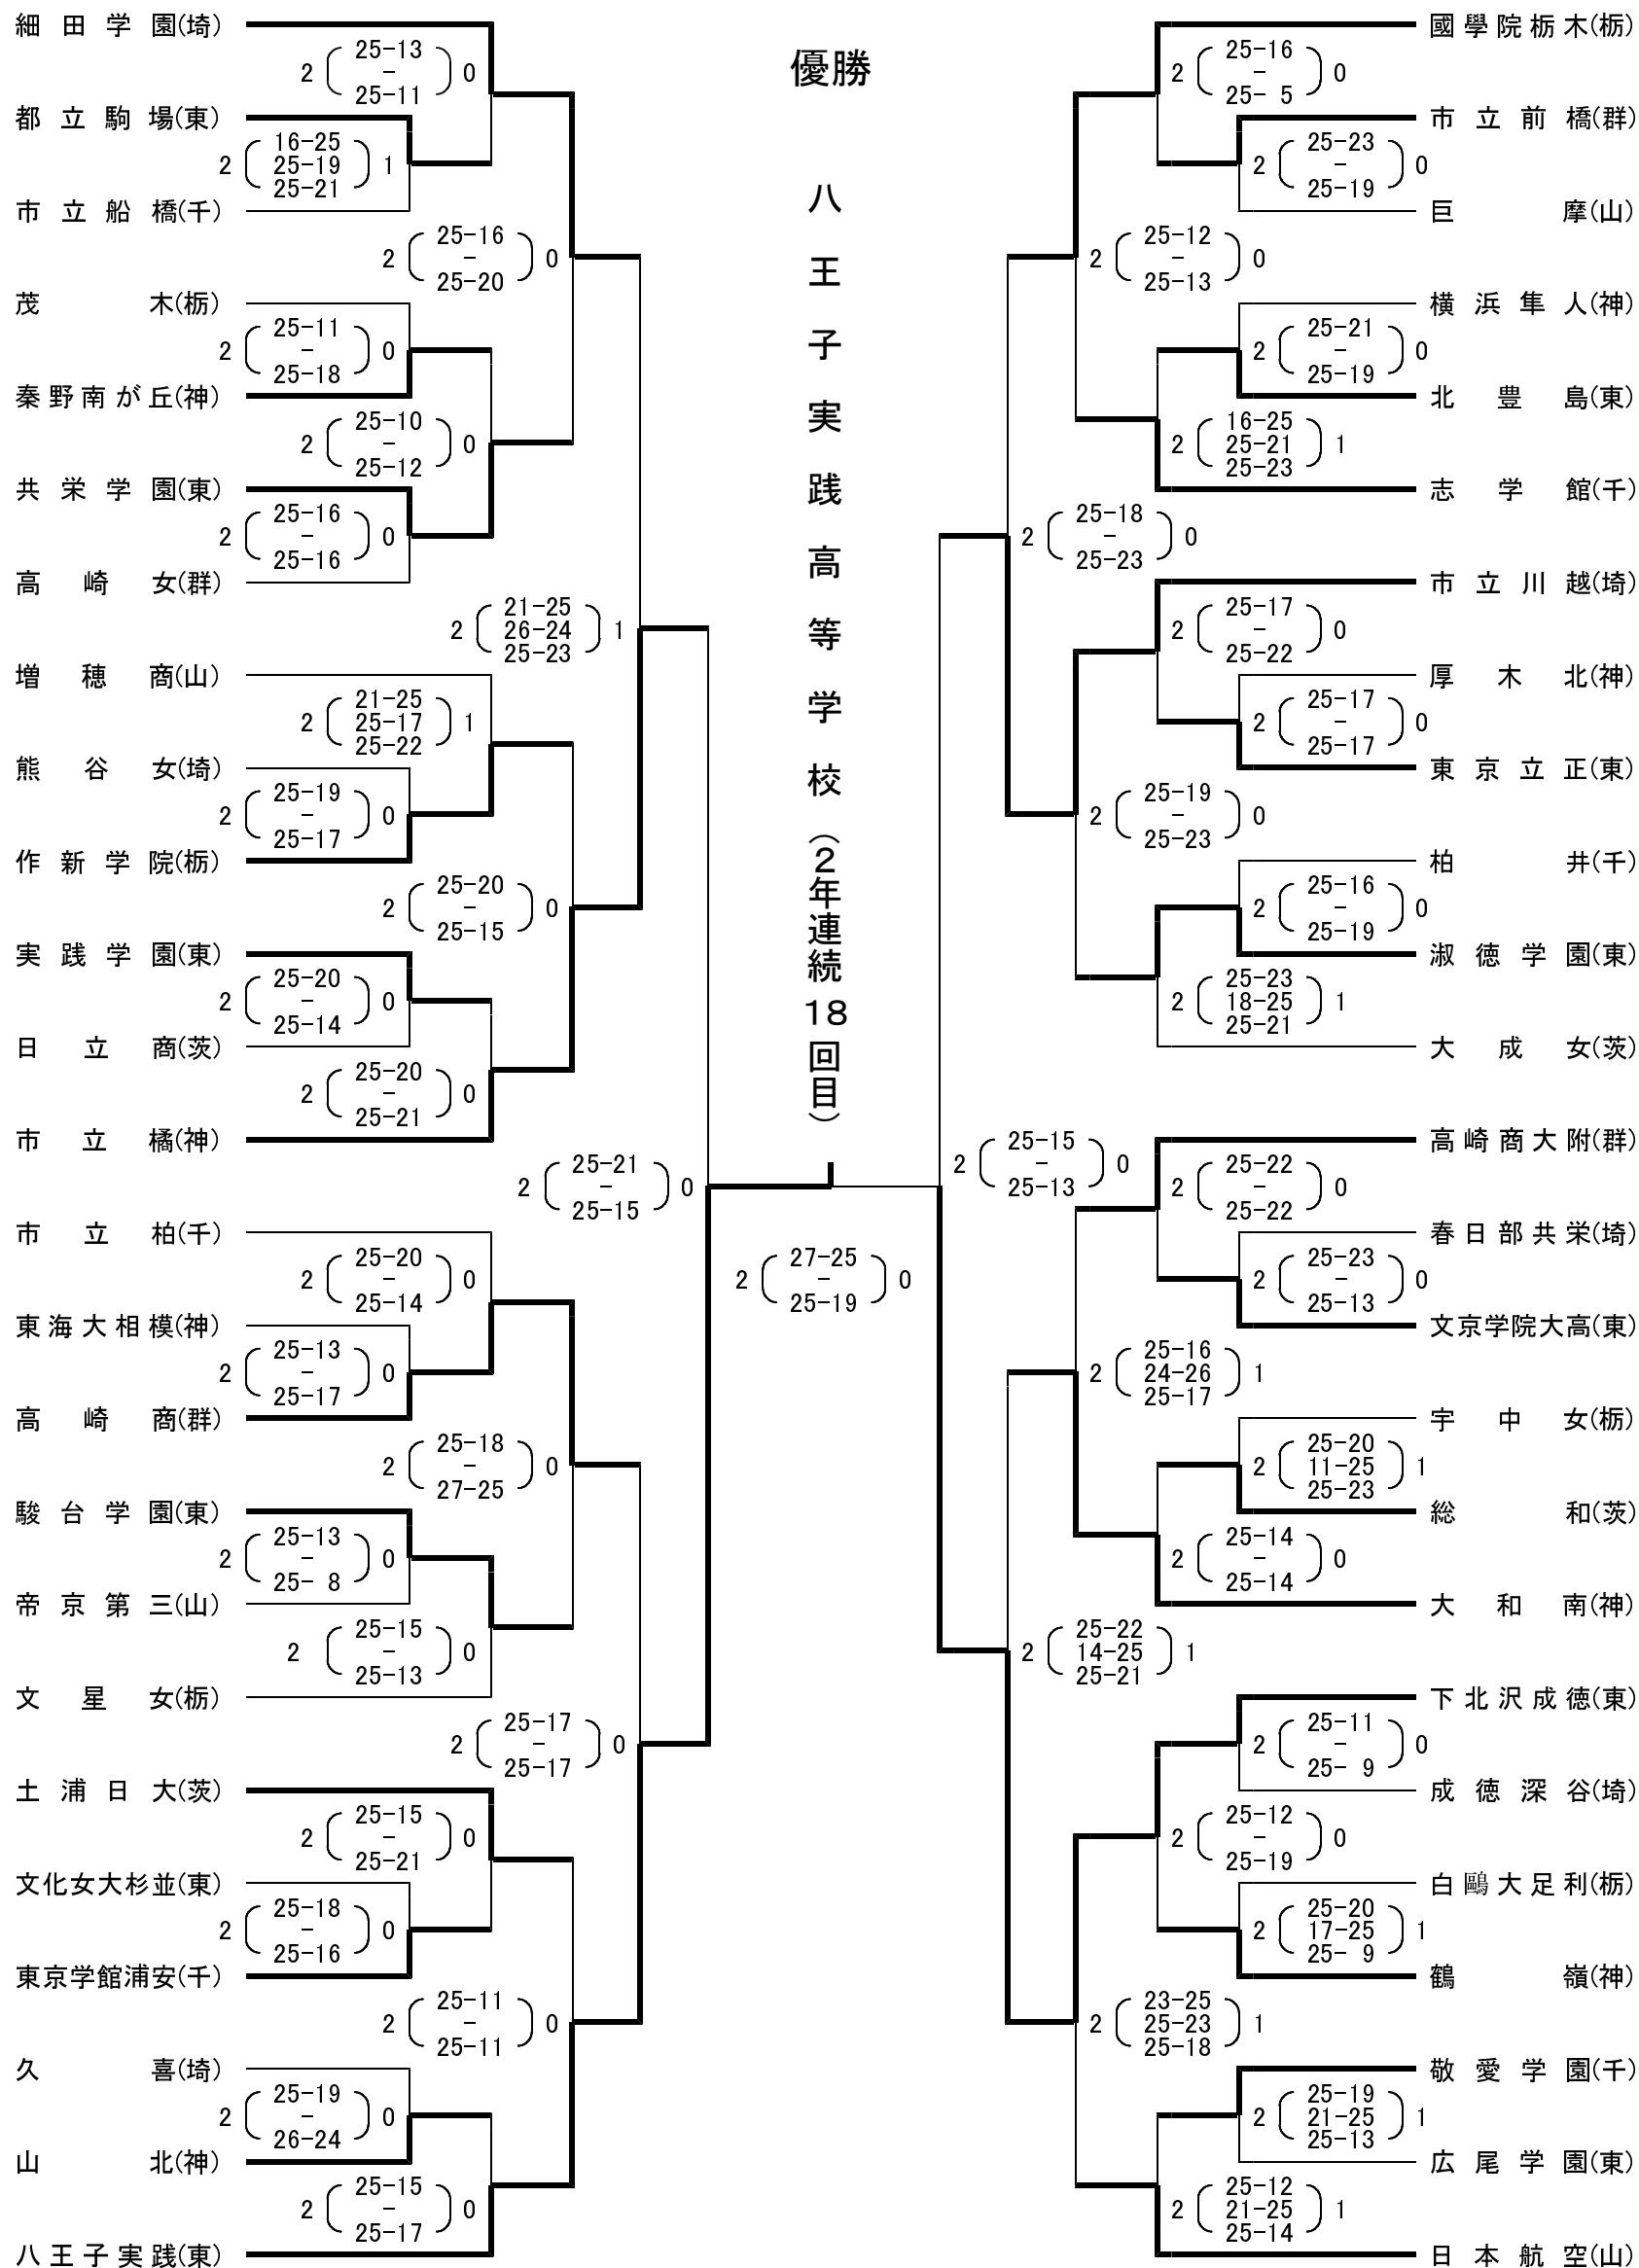 優勝
八王子実践高等学校（２年連続18回目）
細田学園(埼)
2 25-13 － 25-11 0
都立駒場(東)
2 16-25 25-19 25-21 1
市立船橋(千)
2 25-16 － 25-20 0
茂木(栃)
2 25-11 － 25-18 0
秦野南が丘(神)
2 25-10 － 25-12 0
共栄学園(東)
2 25-16 － 25-16 0
高崎女(群)
2 21-25 26-24 25-23 1
増穂商(山)
2 21-25 25-17 25-22 1
熊谷女(埼)
2 25-19 － 25-17 0
作新学院(栃)
2 25-20 － 25-15 0
実践学園(東)
2 25-20 － 25-14 0
日立商(茨)
2 25-20 － 25-21 0
市立橘(神)
2 25-21 － 25-15 0
市立柏(千)
2 25-20 － 25-14 0
東海大相模(神)
2 25-13 － 25-17 0
高崎商(群)
2 25-18 － 27-25 0
駿台学園(東)
2 25-13 － 25- 8 0
帝京第三(山)
2 25-15 － 25-13 0
文星女(栃)
2 25-17 － 25-17 0
土浦日大(茨)
2 25-15 － 25-21 0
文化女大杉並(東)
2 25-18 － 25-16 0
東京学館浦安(千)
2 25-11 － 25-11 0
久喜(埼)
2 25-19 － 26-24 0
山北(神)
2 25-15 － 25-17 0
八王子実践(東)
2 27-25 － 25-19 0
國學院栃木(栃)
2 25-16 － 25- 5 0
市立前橋(群)
2 25-23 － 25-19 0
巨摩(山)
2 25-12 － 25-13 0
横浜隼人(神)
2 25-21 － 25-19 0
北豊島(東)
2 16-25 25-21 25-23 1
志学館(千)
2 25-18 － 25-23 0
市立川越(埼)
2 25-17 － 25-22 0
厚木北(神)
2 25-17 － 25-17 0
東京立正(東)
2 25-19 － 25-23 0
柏井(千)
2 25-16 － 25-19 0
淑徳学園(東)
2 25-23 18-25 25-21 1
大成女(茨)
2 25-15 － 25-13 0
高崎商大附(群)
2 25-22 － 25-22 0
春日部共栄(埼)
2 25-23 － 25-13 0
文京学院大高(東)
2 25-16 24-26 25-17 1
宇中女(栃)
2 25-20 11-25 25-23 1
総和(茨)
2 25-14 － 25-14 0
大和南(神)
2 25-22 14-25 25-21 1
下北沢成徳(東)
2 25-11 － 25- 9 0
成徳深谷(埼)
2 25-12 － 25-19 0
白鷗大足利(栃)
2 25-20 17-25 25- 9 1
鶴嶺(神)
2 23-25 25-23 25-18 1
敬愛学園(千)
2 25-19 21-25 25-13 1
広尾学園(東)
2 25-12 21-25 25-14 1
日本航空(山)